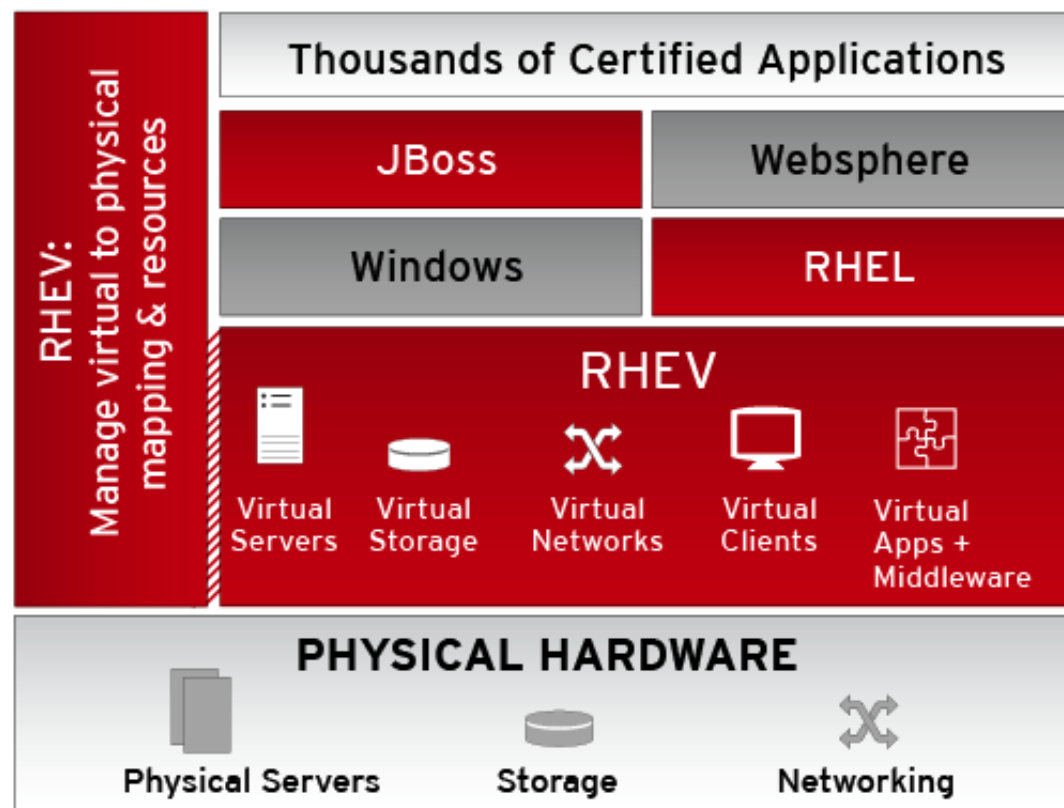 RHEV:
Manage virtual to physical
mapping & resources
Thousands of Certified Applications
JBoss
Websphere
Windows
RHEL
RHEV
Virtual
Servers
Virtual
Storage
Virtual
Networks
Virtual
Clients
Virtual
Apps +
Middleware
PHYSICAL HARDWARE
Physical Servers
Storage
Networking